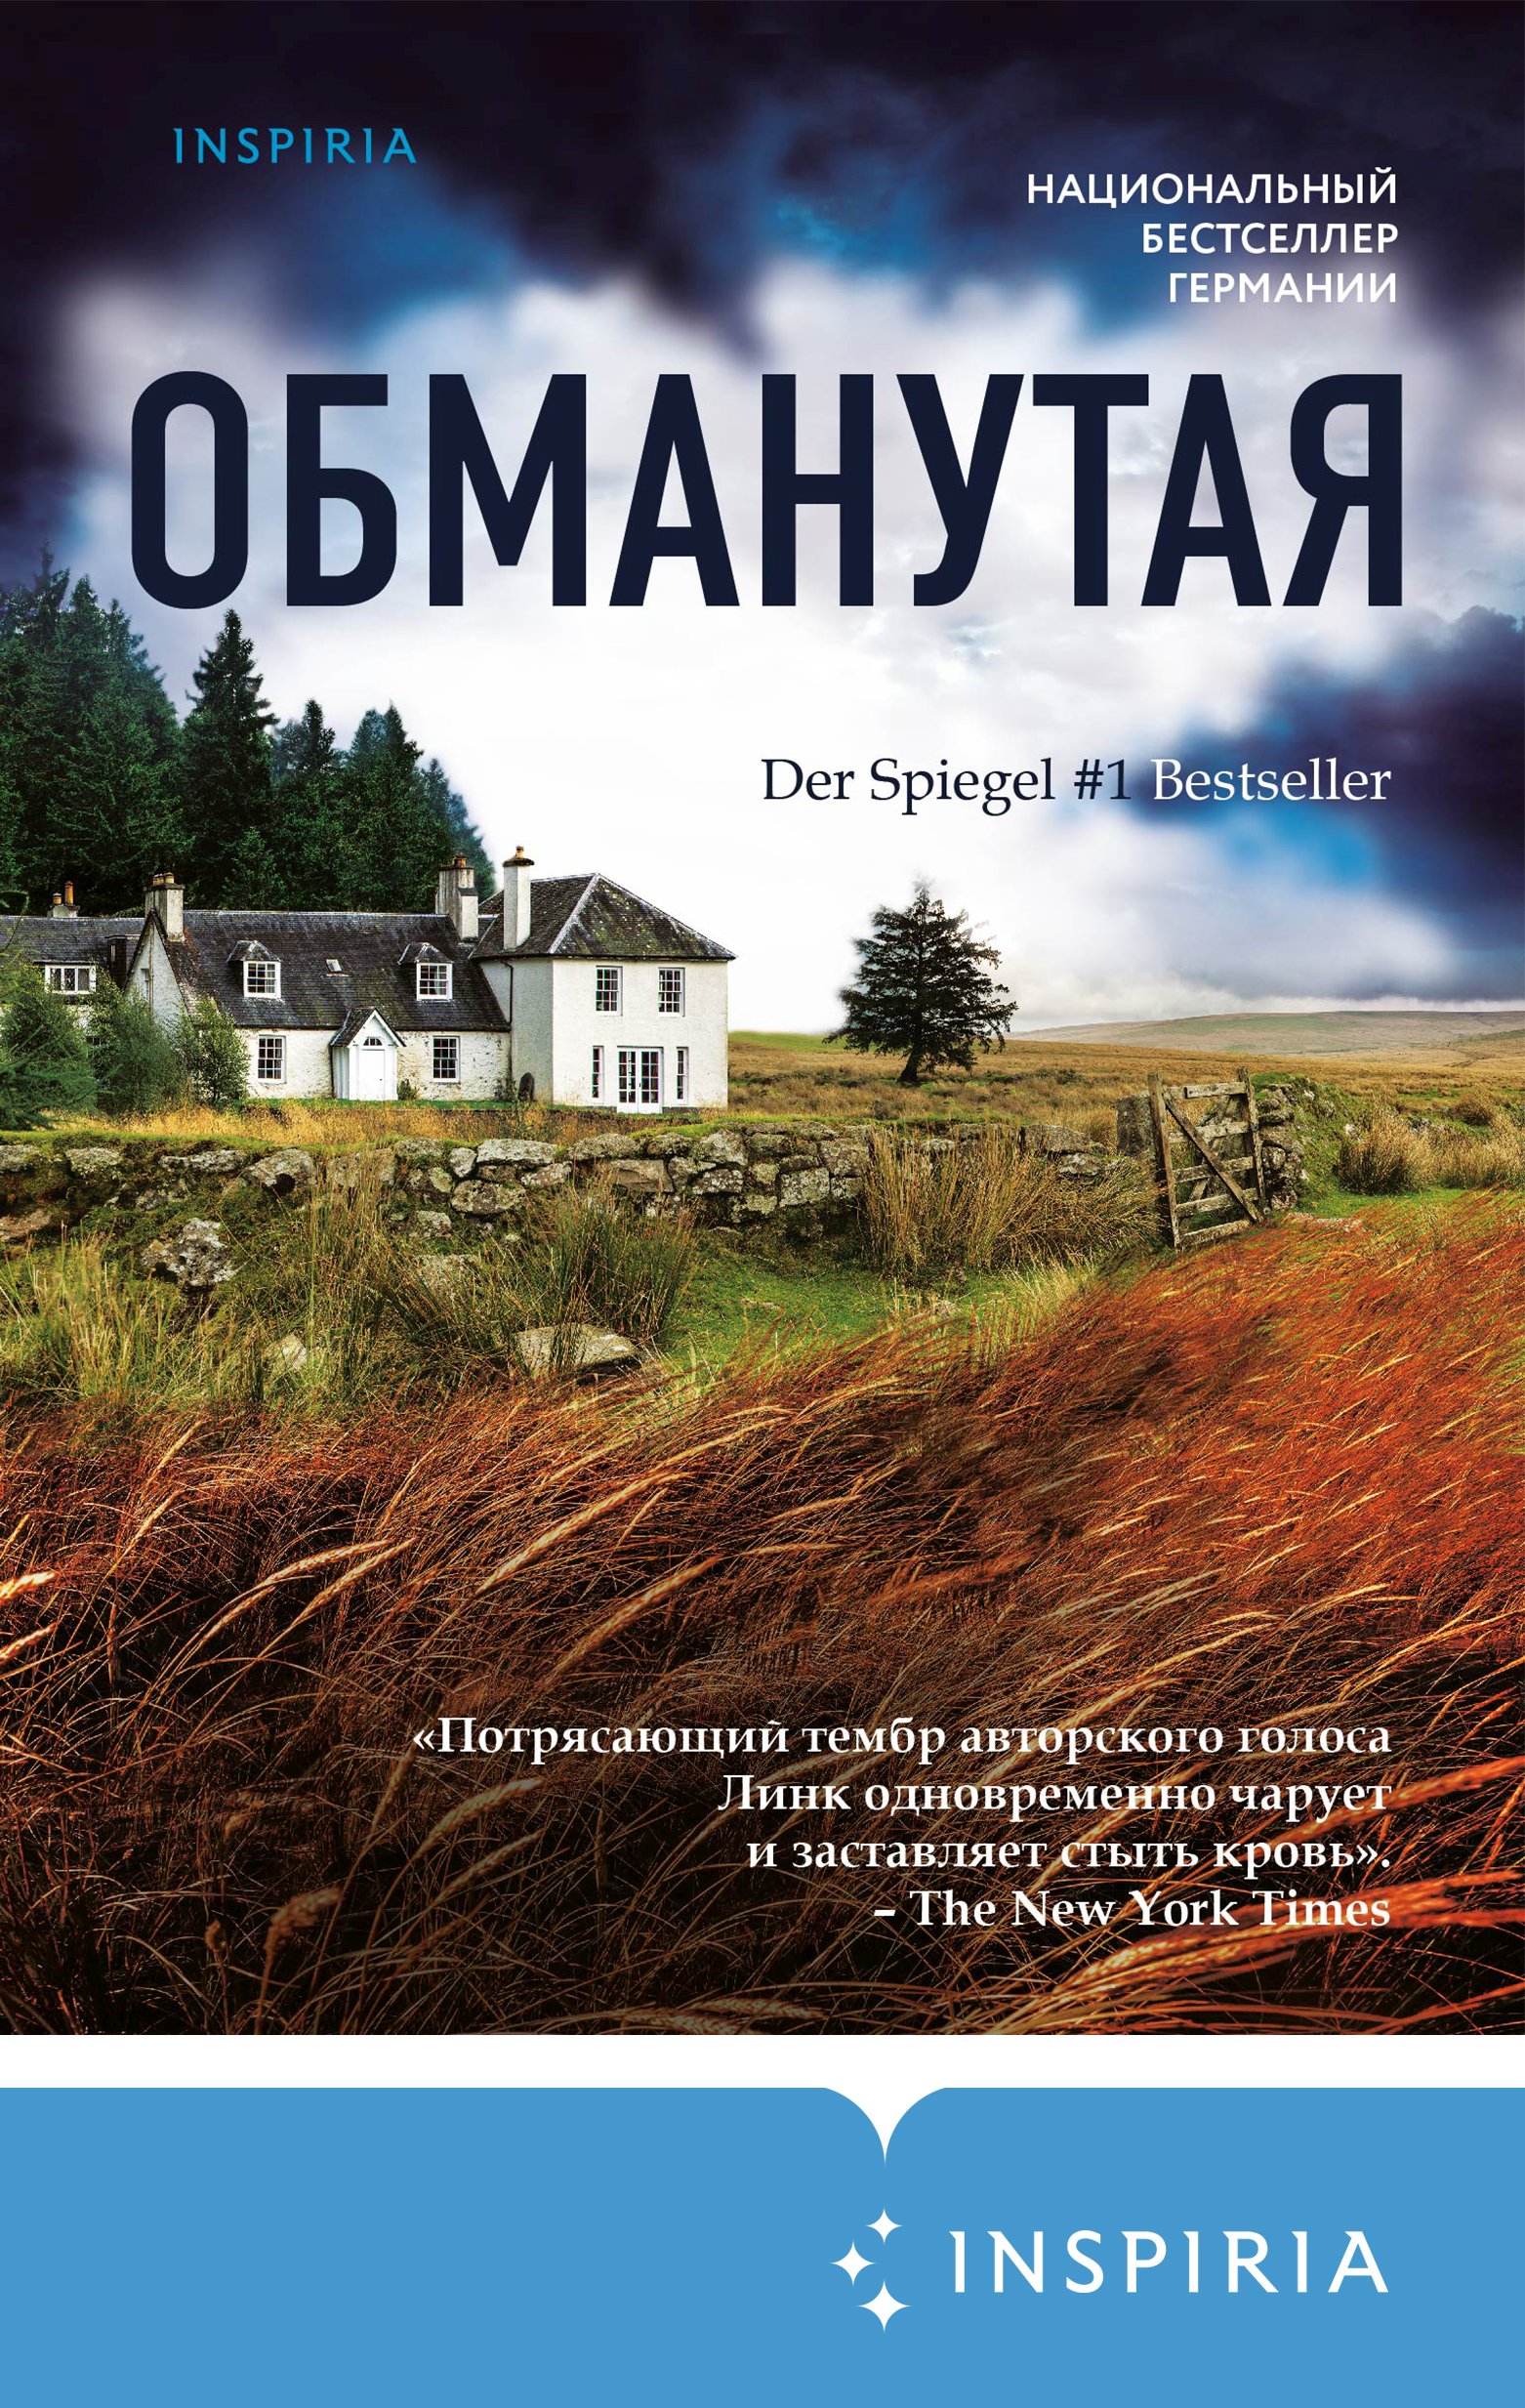 INSPIRIA
НАЦИОНАЛЬНЫЙ
БЕСТСЕЛЛЕР
ГЕРМАНИИ
ОБМАНУТАЯ
Der Spiegel #1 Bestseller
«Потрясающий тембр авторского голоса
Линк одновременно чарует
и заставляет стыть кровь».
– The New York Times
INSPIRIA